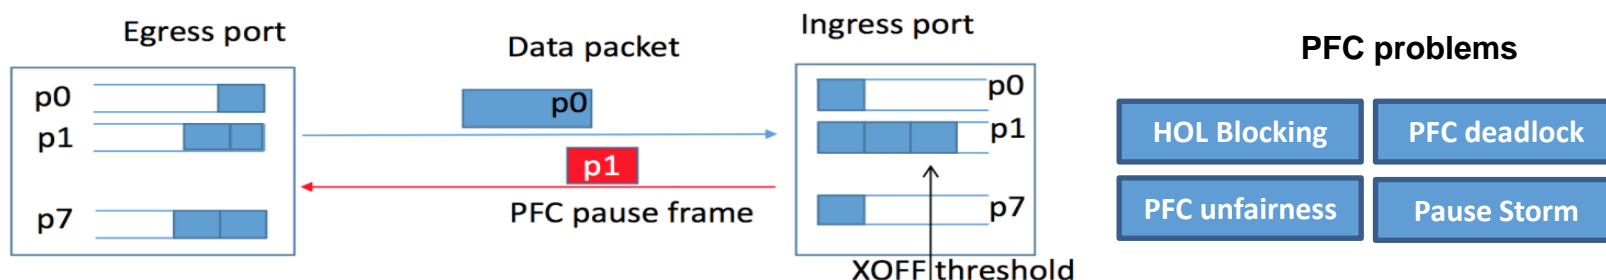 Egress port
Data packet
Ingress port
PFC problems
p0
p1
p7
p0
p1
PFC pause frame
p0
p1
p7
XOFF threshold
HOL Blocking
PFC deadlock
PFC unfairness
Pause Storm